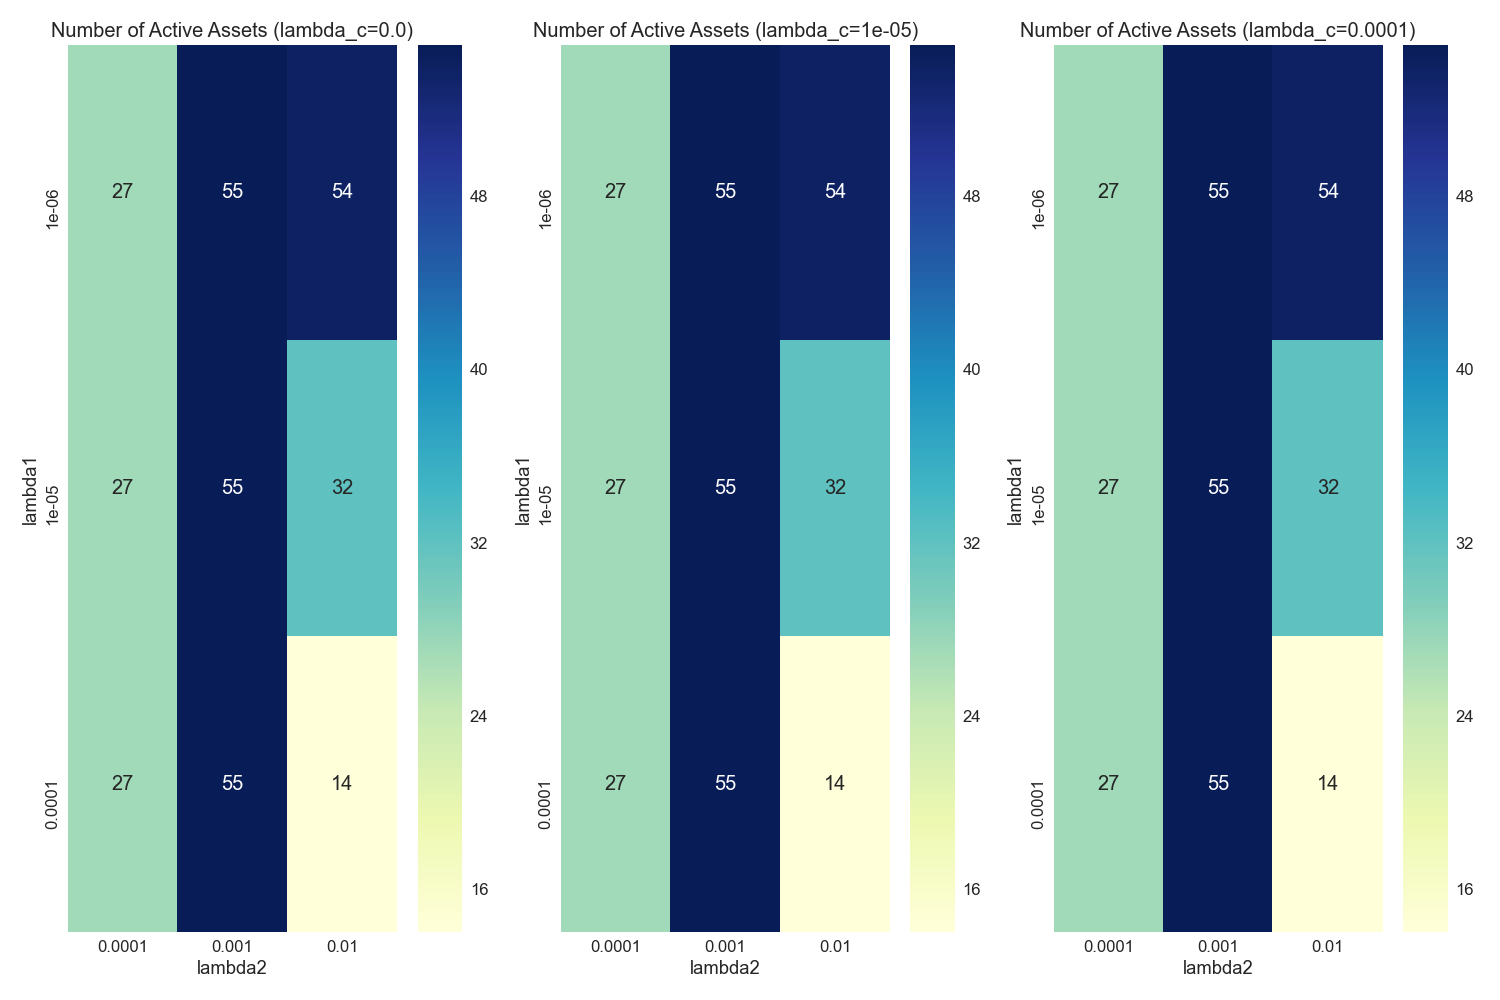 Number of Active Assets (lambda_c=0.0)
Number of Active Assets (lambda_c=1e-05)
Number of Active Assets (lambda_c=0.0001)
lambda1
1e-06
27 55 54
1e-05
27 55 32
0.0001
27 55 14
0.0001 0.001 0.01
lambda2
48
40
32
24
16
lambda1
1e-06
27 55 54
1e-05
27 55 32
0.0001
27 55 14
0.0001 0.001 0.01
lambda2
48
40
32
24
16
lambda1
1e-06
27 55 54
1e-05
27 55 32
0.0001
27 55 14
0.0001 0.001 0.01
lambda2
48
40
32
24
16